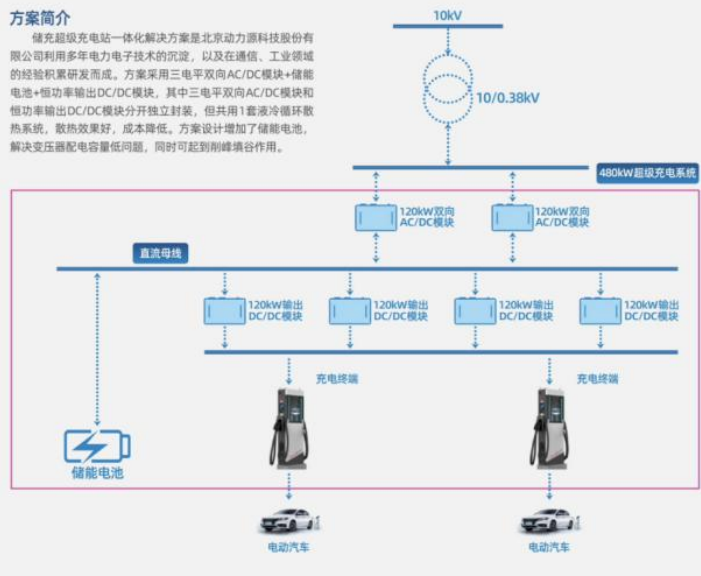 方案简介
储充超级充电站一体化解决方案是北京动力源科技股份有
限公司利用多年电力电子技术的沉淀，以及在通信、工业领域
的经验积累研发而成。方案采用三电平双向AC/DC模块+储能
电池+恒功率输出DC/DC模块，其中三电平双向AC/DC模块和
恒功率输出DC/DC模块分开独立封装，但共用1套液冷循环散
热系统，散热效果好，成本降低。方案设计增加了储能电池，
解决变压器配电容量低问题，同时可起到削峰填谷作用。
10kV
10/0.38kV
480kW超级充电系统
120kW双向
AC/DC模块
120kW双向
AC/DC模块
直流母线
120kW输出
DC/DC模块
120kW输出
DC/DC模块
120kW输出
DC/DC模块
120kW输出
DC/DC模块
充电终端
充电终端
储能电池
电动汽车
电动汽车